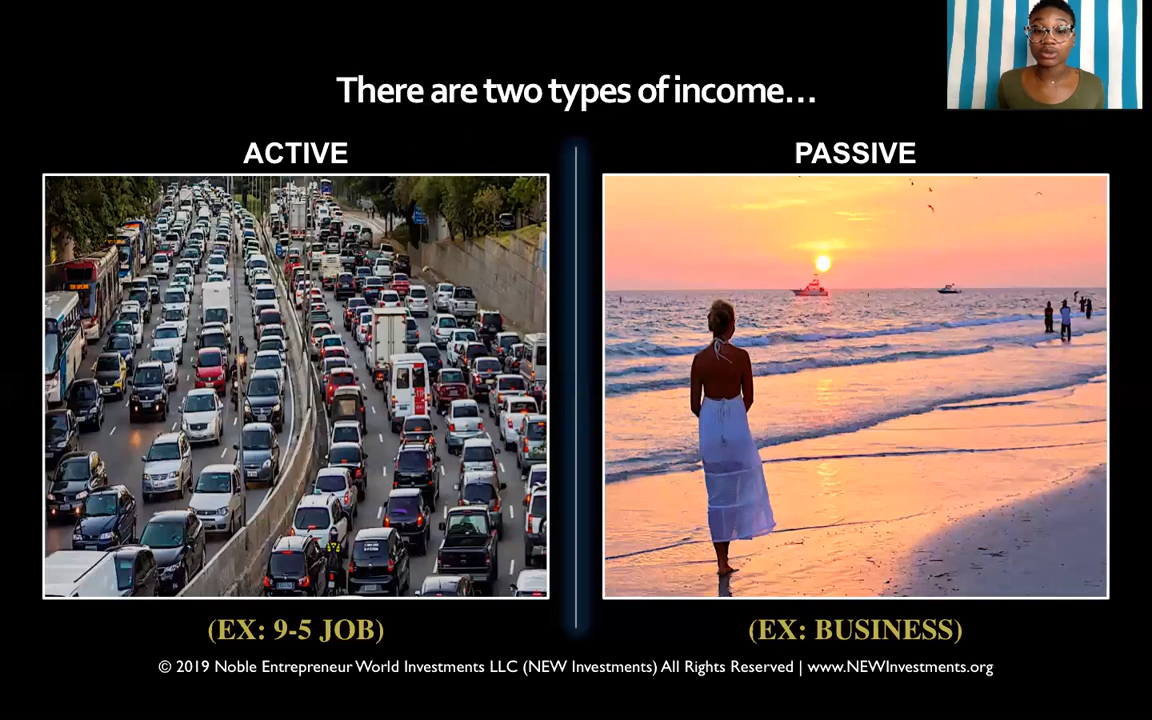 There are two types of income...
ACTIVE
PASSIVE
(EX: 9-5 JOB)
(EX: BUSINESS)
© 2019 Noble Entrepreneur World Investments LLC (NEW Investments) All Rights Reserved | www.NEWInvestments.org